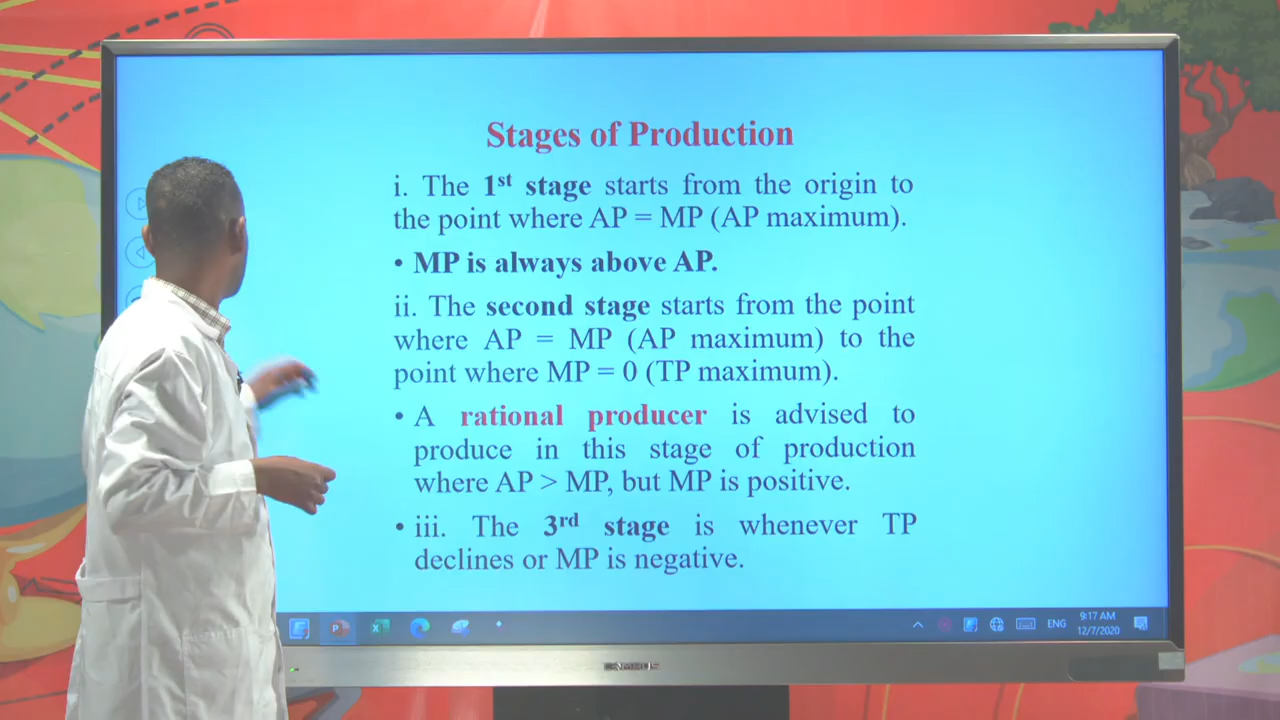 Stages of Production
i. The 1st stage starts from the origin to
the point where AP = MP (AP maximum).
• MP is always above AP.
ii. The second stage starts from the point
where AP = MP (AP maximum) to the
point where MP = 0 (TP maximum).
• A rational producer is advised to
produce in this stage of production
where AP > MP, but MP is positive.
• iii. The 3rd stage is whenever TP
declines or MP is negative.
ENG
9:17 AM
12/7/2020